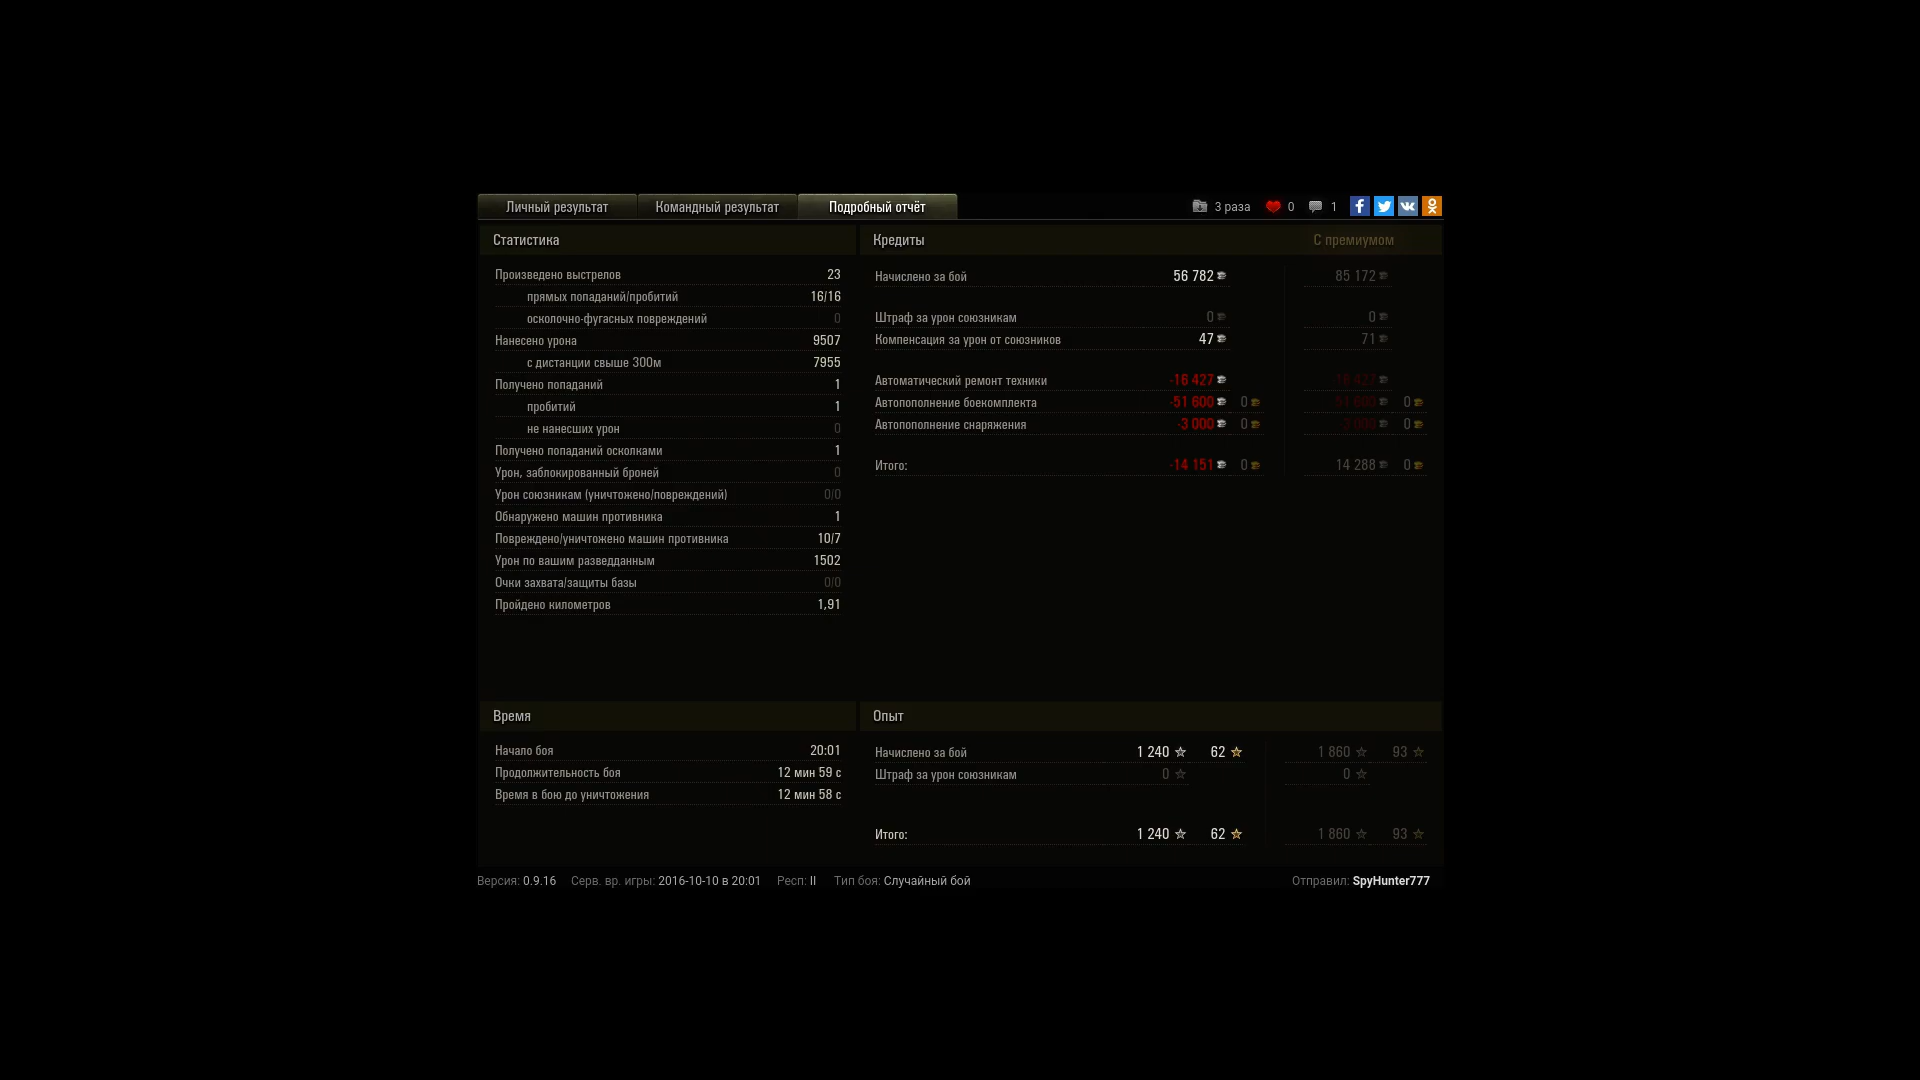 Личный результат Командный результат Подробный отчёт 3 раза 0 1
Статистика
Произведено выстрелов 23
прямых попаданий/пробитий 16/16
осколочно-фугасных повреждений 0
Нанесено урона 9507
с дистанции свыше 300м 7955
Получено попаданий 1
пробитий 1
не нанесших урон 0
Получено попаданий осколками 1
Урон, заблокированный броней 0
Урон союзникам (уничтожено/повреждений) 0/0
Обнаружено машин противника 1
Повреждено/уничтожено машин противника 10/7
Урон по вашим разведданным 1502
Очки захвата/защиты базы 0/0
Пройдено километров 1,91
Кредиты С премиумом
Начислено за бой 56 782 85 172
Штраф за урон союзникам 0 0
Компенсация за урон от союзников 47 71
Автоматический ремонт техники -16 427 -16 427
Автопополнение боекомплекта -51 600 0 -51 600 0
Автопополнение снаряжения -3 000 0 -3 000 0
Итого: -14 151 0 14 288 0
Время
Начало боя 20:01
Продолжительность боя 12 мин 59 с
Время в бою до уничтожения 12 мин 58 с
Опыт
Начислено за бой 1 240 62 1 860 93
Штраф за урон союзникам 0 0
Итого: 1 240 62 1 860 93
Версия: 0.9.16 Серв. вр. игры: 2016-10-10 в 20:01 Респ: II Тип боя: Случайный бой Отправил: SpyHunter777